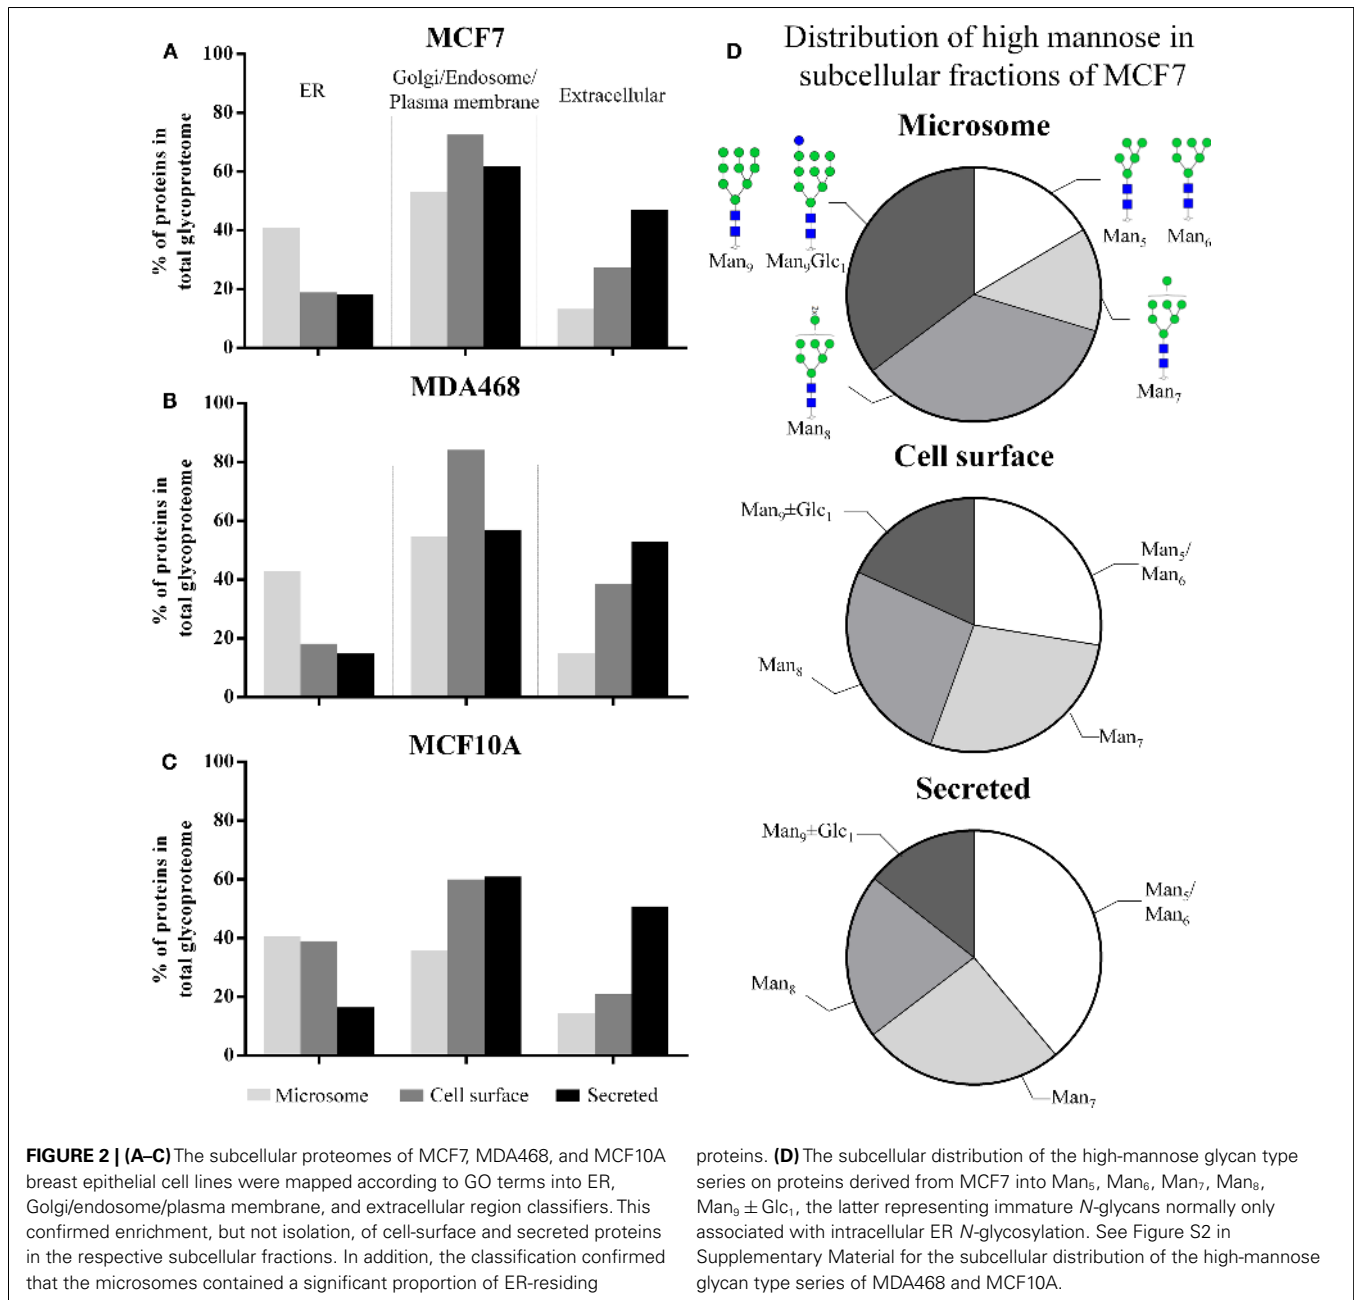 A
MCF7
100
80
60
40
20
0
% of proteins in
total glycoproteome
ER
Golgi/Endosome/
Plasma membrane
Extracellular
B
MDA468
100
80
60
40
20
0
% of proteins in
total glycoproteome
C
MCF10A
100
80
60
40
20
0
% of proteins in
total glycoproteome
Microsome
Cell surface
Secreted
D
Distribution of high mannose in
subcellular fractions of MCF7
Microsome
Man₉
Man₉Glc₁
Man₅
Man₆
Man₈
Man₇
Cell surface
Man₉±Glc₁
Man₅/
Man₆
Man₈
Man₇
Secreted
Man₉±Glc₁
Man₅/
Man₆
Man₈
Man₇
FIGURE 2 | (A–C) The subcellular proteomes of MCF7, MDA468, and MCF10A
breast epithelial cell lines were mapped according to GO terms into ER,
Golgi/endosome/plasma membrane, and extracellular region classifiers. This
confirmed enrichment, but not isolation, of cell-surface and secreted proteins
in the respective subcellular fractions. In addition, the classification confirmed
that the microsomes contained a significant proportion of ER-residing
proteins. (D) The subcellular distribution of the high-mannose glycan type
series on proteins derived from MCF7 into Man₅, Man₆, Man₇, Man₈,
Man₉ ± Glc₁, the latter representing immature N-glycans normally only
associated with intracellular ER N-glycosylation. See Figure S2 in
Supplementary Material for the subcellular distribution of the high-mannose
glycan type series of MDA468 and MCF10A.